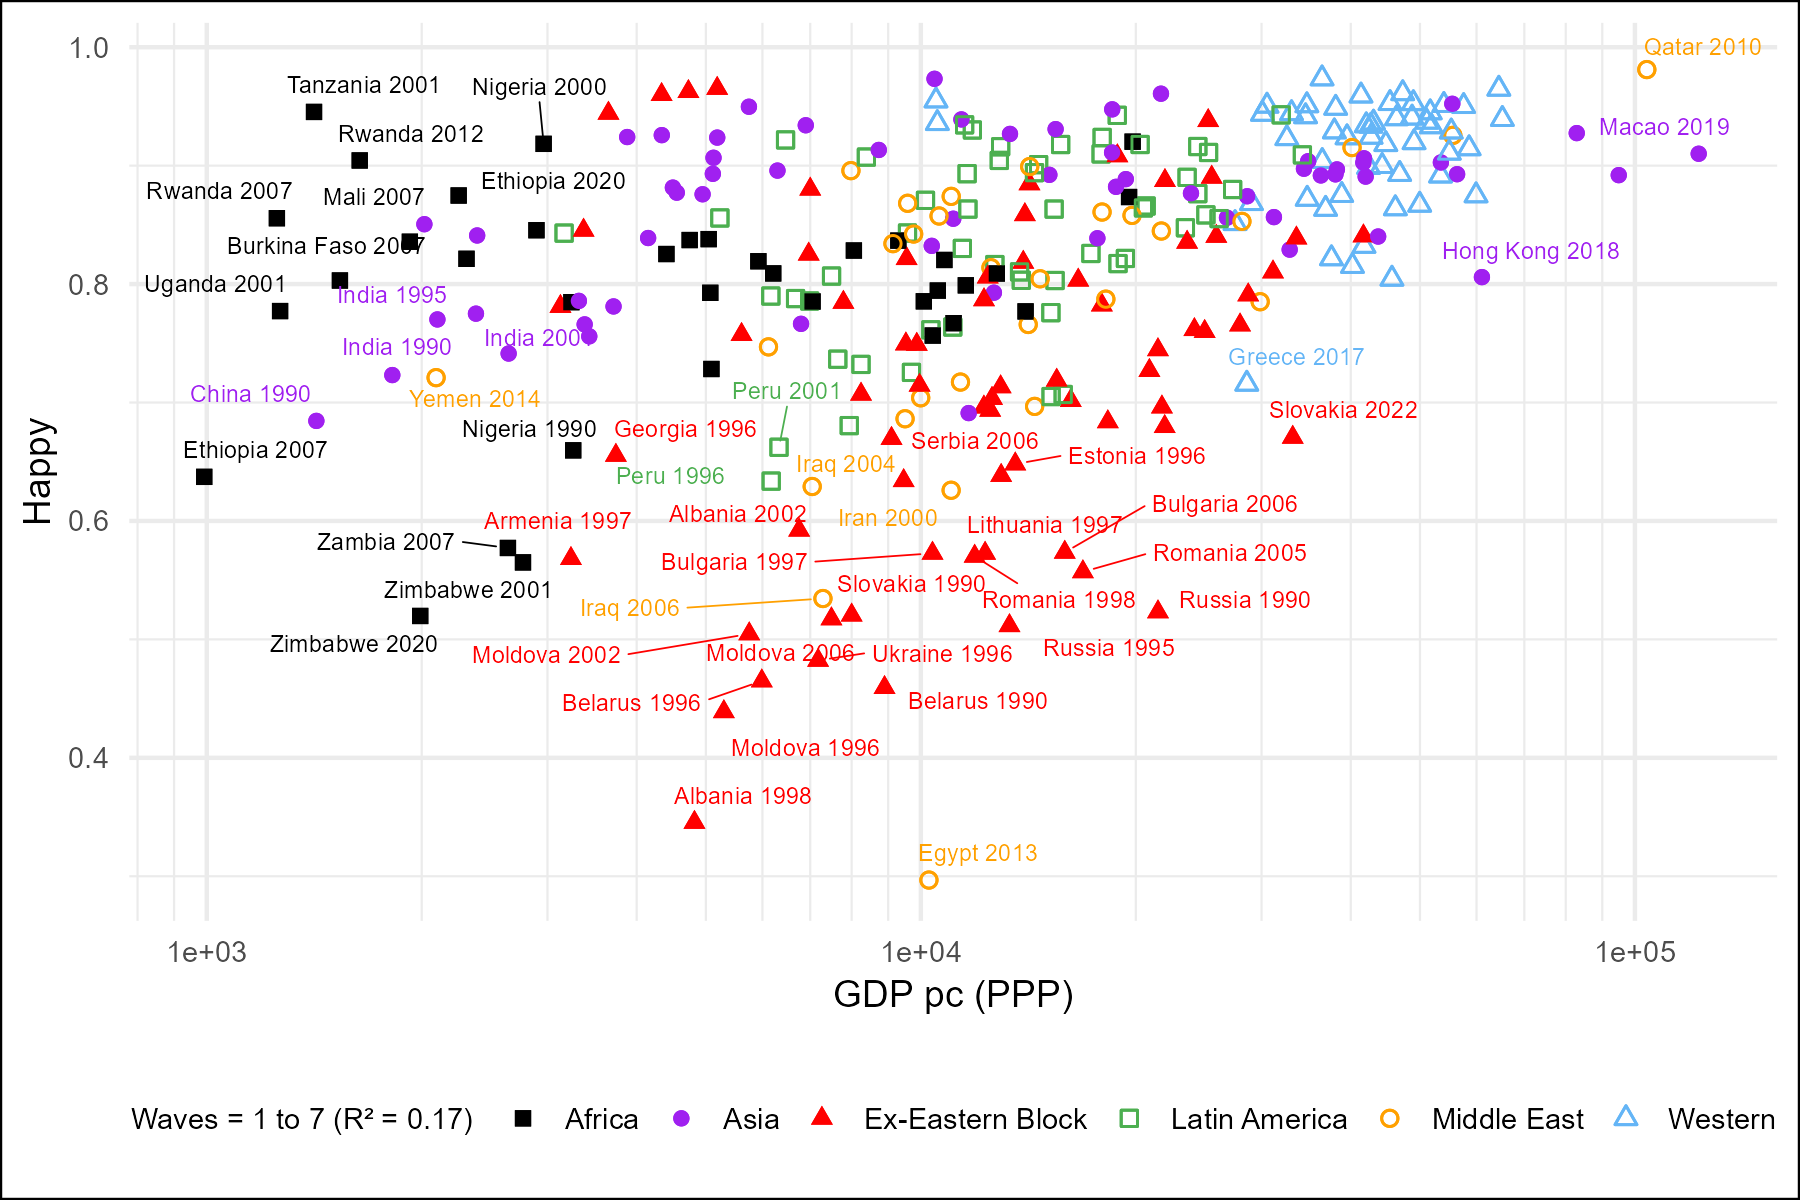 1.0
Qatar 2010
Tanzania 2001
Nigeria 2000
Rwanda 2012
Macao 2019
Rwanda 2007
Mali 2007
Ethiopia 2020
Burkina Faso 2007
Hong Kong 2018
0.8
Uganda 2001
India 1995
India 1990
Greece 2017
China 1990
Yemen 2014
Peru 2001
Slovakia 2022
Nigeria 1990
Georgia 1996
Serbia 2006
Ethiopia 2007
Iraq 2004
Estonia 1996
Peru 1996
Happy
Bulgaria 2006
0.6
Armenia 1997
Albania 2002
Iran 2000
Lithuania 1997
Zambia 2007
Bulgaria 1997
Romania 2005
Zimbabwe 2001
Slovakia 1990
Iraq 2006
Romania 1998
Russia 1990
Zimbabwe 2020
Moldova 2002
Moldova 2006
Ukraine 1996
Russia 1995
Belarus 1996
Belarus 1990
Moldova 1996
0.4
Albania 1998
Egypt 2013
1e+03
1e+04
1e+05
GDP pc (PPP)
Waves = 1 to 7 (R² = 0.17) Africa Asia Ex-Eastern Block Latin America Middle East Western